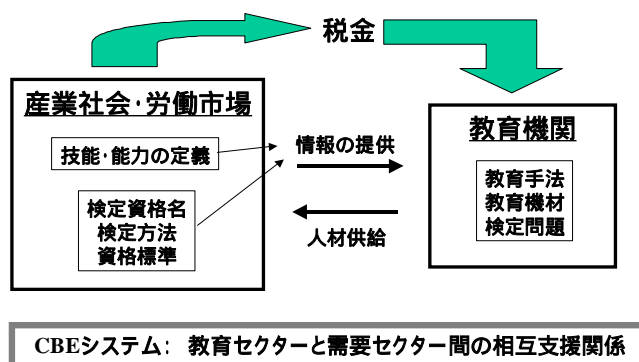 税金
産業社会･労働市場
技能･能力の定義
検定資格名
検定方法
資格標準
情報の提供
人材供給
教育機関
教育手法
教育機材
検定問題
CBEシステム： 教育セクターと需要セクター間の相互支援関係